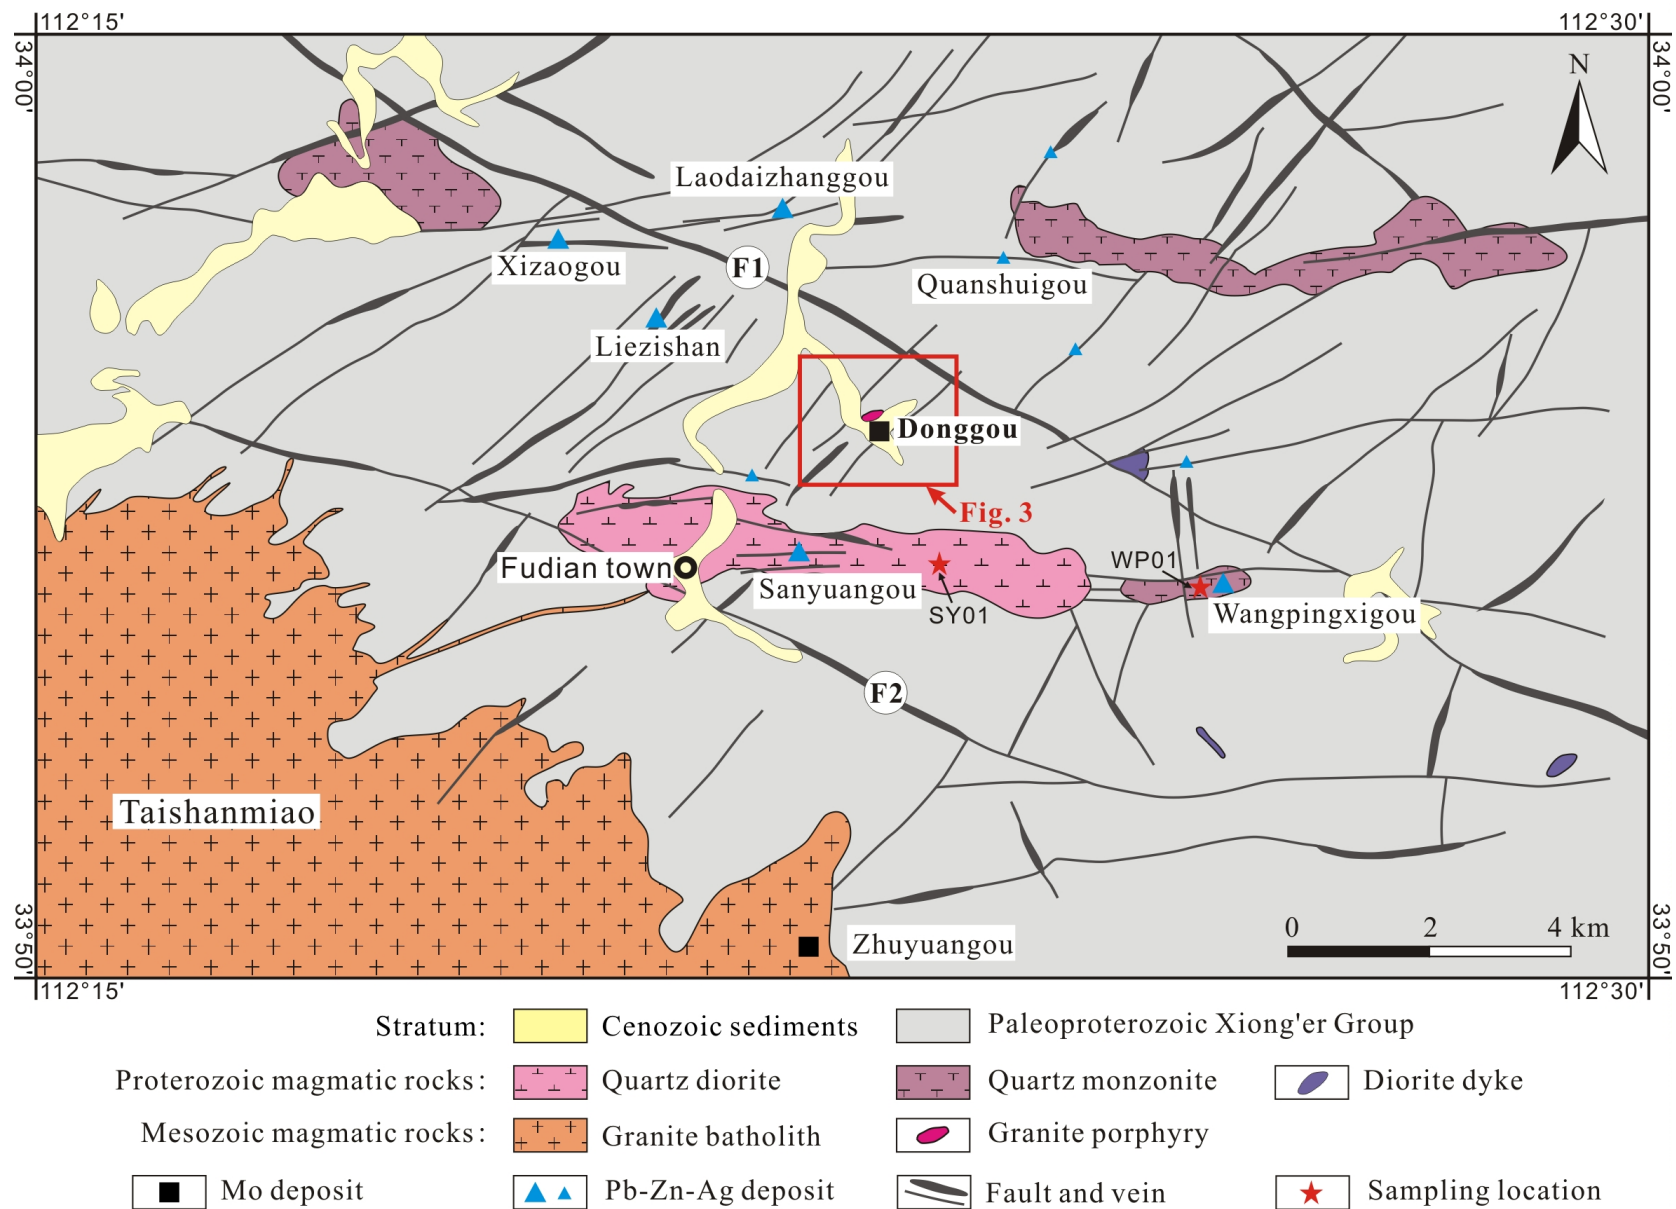 112°15'
112°30'
34°00'
34°00'
N
Laodaizhanggou
Xizaogou
F1
Quanshuigou
Liezishan
Donggou
Fig. 3
Fudian town
WP01
Sanyuangou
SY01
Wangpingxigou
F2
Taishanmiao
Zhuyuangou
0 2 4 km
33°50'
33°50'
112°15'
112°30'
Stratum: Cenozoic sediments Paleoproterozoic Xiong'er Group
Proterozoic magmatic rocks: Quartz diorite Quartz monzonite Diorite dyke
Mesozoic magmatic rocks: Granite batholith Granite porphyry
Mo deposit Pb-Zn-Ag deposit Fault and vein Sampling location